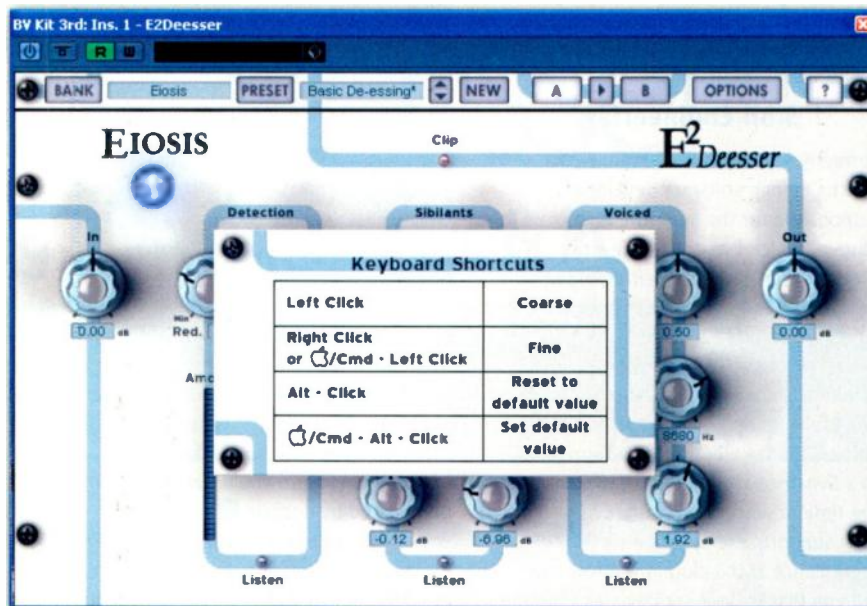 BV Kit 3rd: Ins. 1 - E2Deesser
R
BANK Eiosis PRESET Basic De-essing* NEW A B OPTIONS ?
EIOSIS
Clip
E2 Deesser
Detection Sibilants Voiced
In Out
Keyboard Shortcuts
Left Click Coarse
Right Click
or /Cmd · Left Click Fine
Alt · Click Reset to
default value
/Cmd · Alt · Click Set default
value
0.00 dB
Min
Red.
0.50
0.00 dB
8680 Hz
-0.12 dB -6.96 dB 1.92 dB
Listen Listen Listen